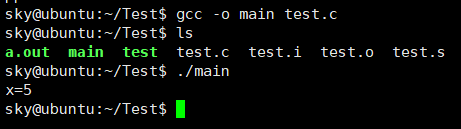 sky@ubuntu:~/Test$ gcc -o main test.c
sky@ubuntu:~/Test$ ls
a.out  main  test  test.c  test.i  test.o  test.s
sky@ubuntu:~/Test$ ./main
x=5
sky@ubuntu:~/Test$